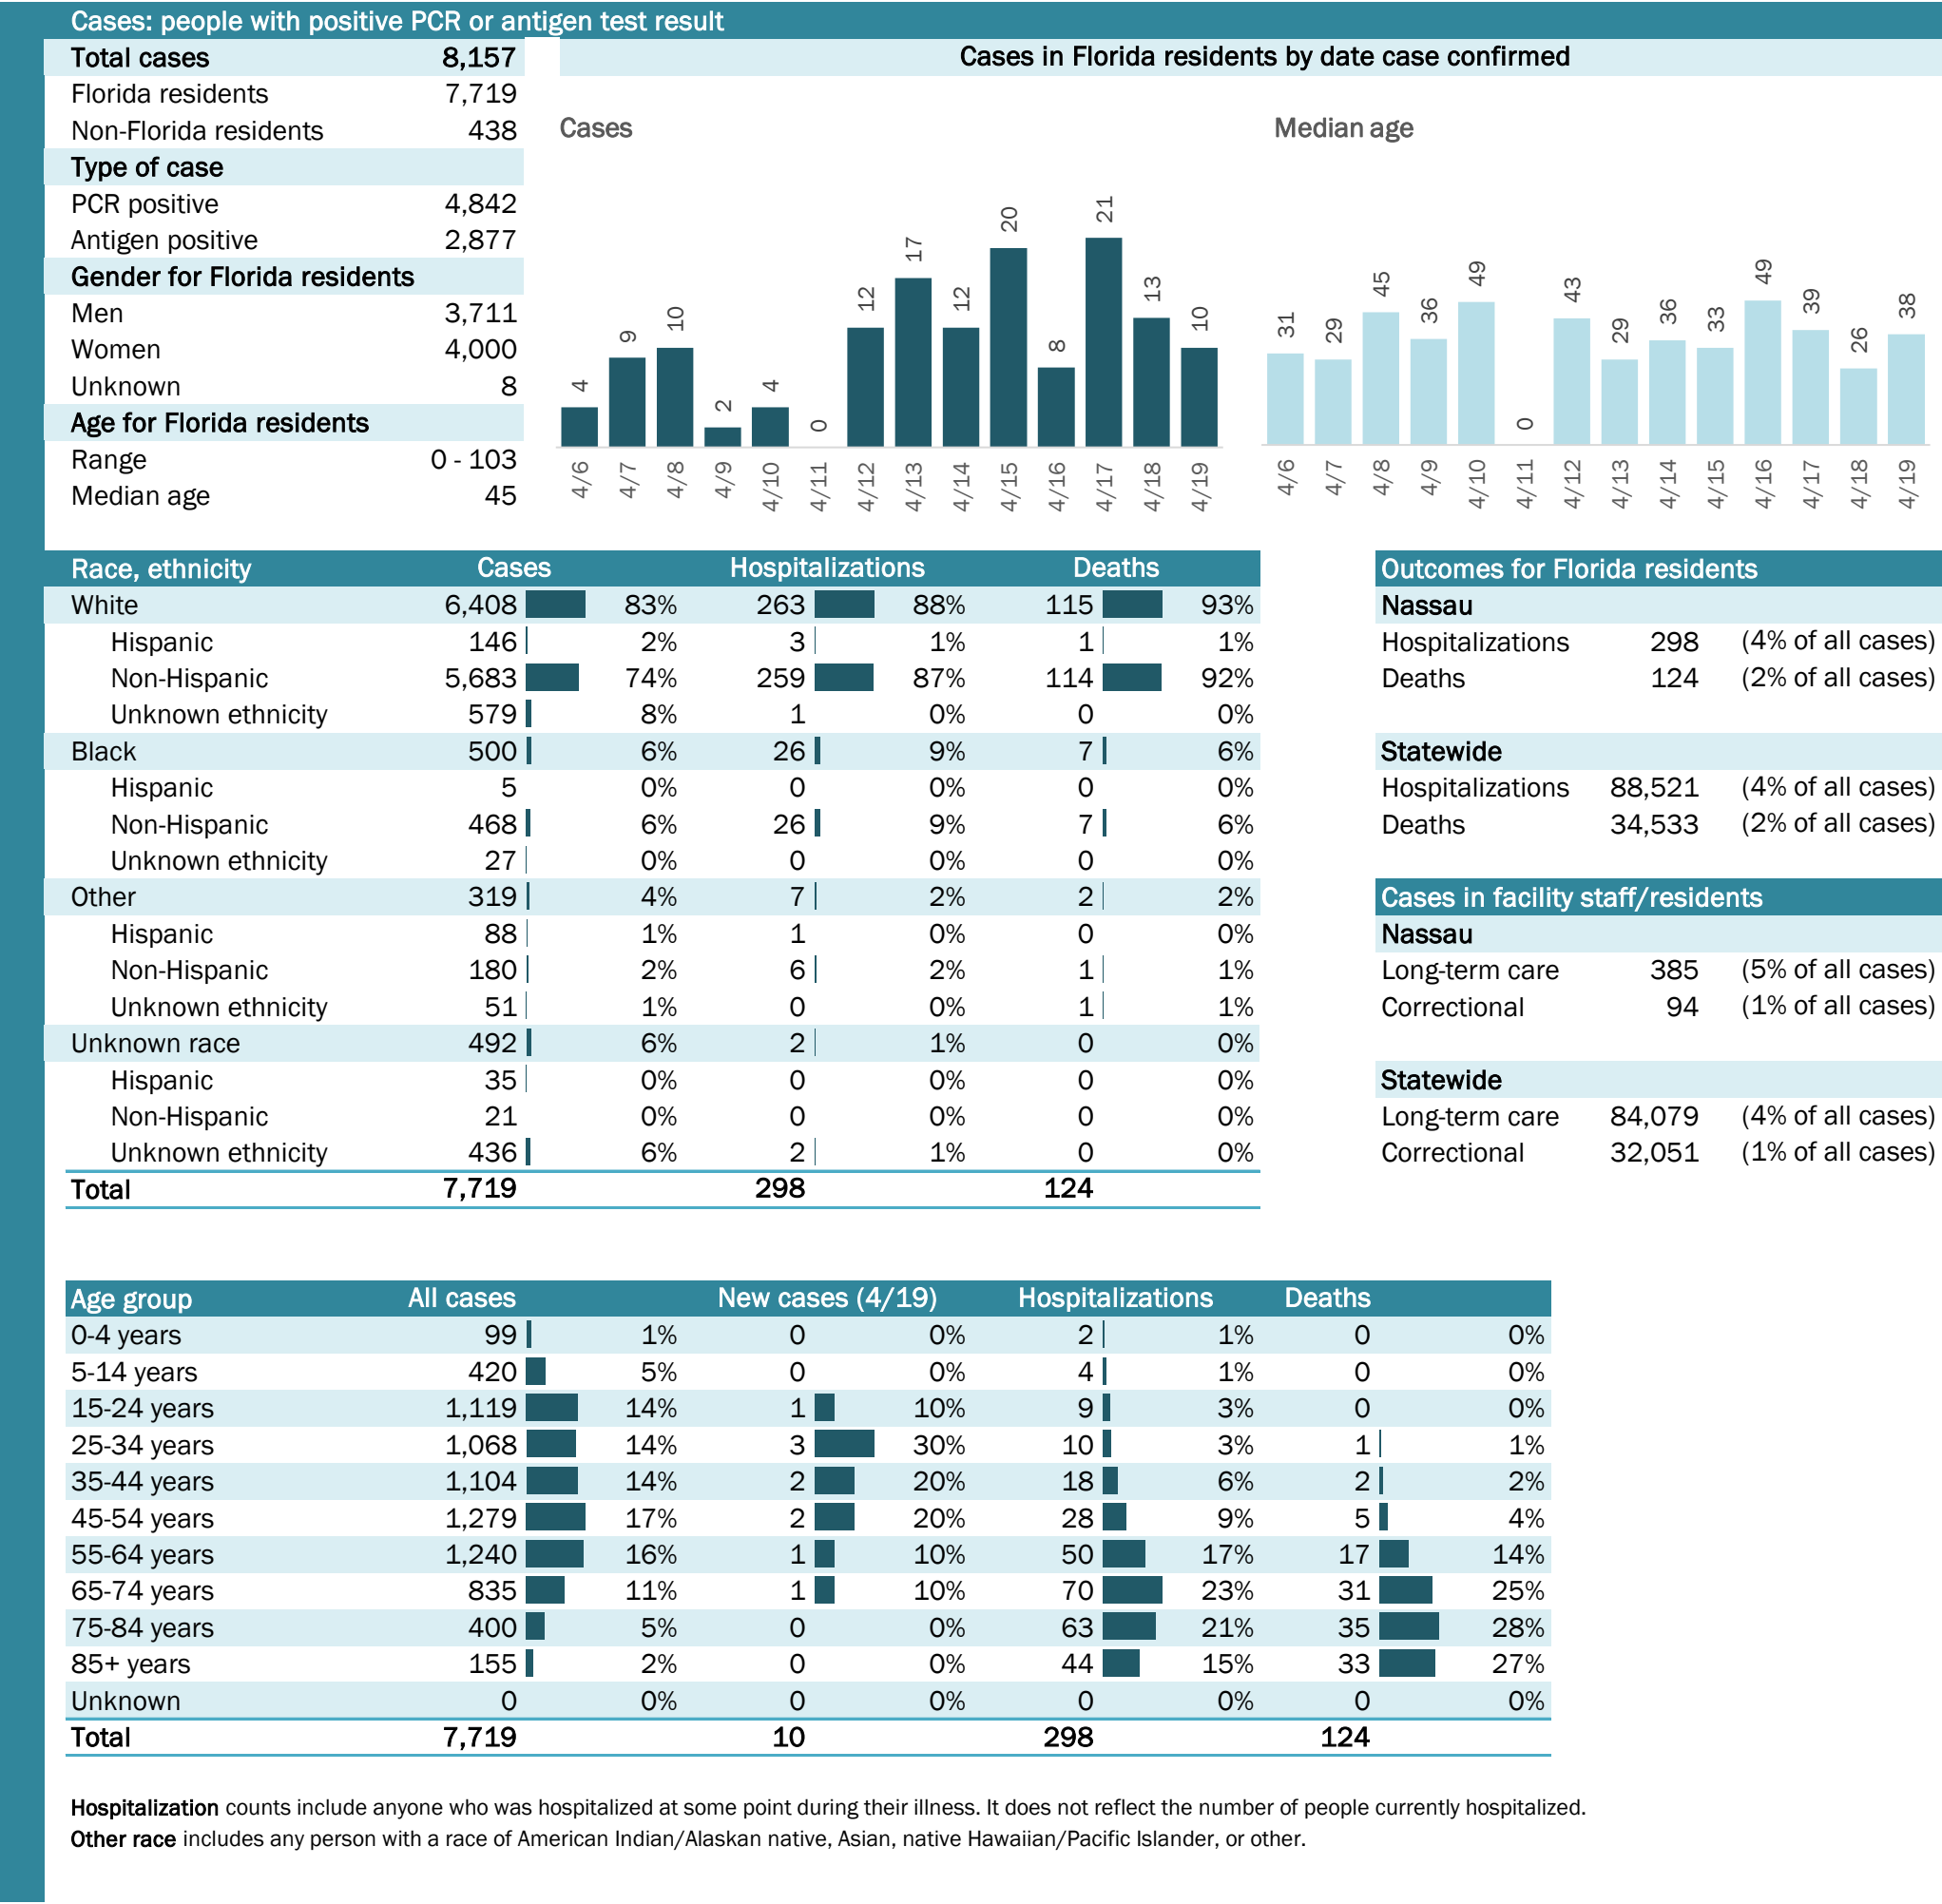 Cases: people with positive PCR or antigen test result
Total cases 8,157
Florida residents 7,719
Non-Florida residents 438
Type of case
PCR positive 4,842
Antigen positive 2,877
Gender for Florida residents
Men 3,711
Women 4,000
Unknown 8
Age for Florida residents
Range 0 - 103
Median age 45
Cases in Florida residents by date case confirmed
Cases
4 9 10 2 4 0 12 17 12 20 8 21 13 10
4/6 4/7 4/8 4/9 4/10 4/11 4/12 4/13 4/14 4/15 4/16 4/17 4/18 4/19
Median age
31 29 45 36 49 0 43 29 36 33 49 39 26 38
4/6 4/7 4/8 4/9 4/10 4/11 4/12 4/13 4/14 4/15 4/16 4/17 4/18 4/19
Race, ethnicity Cases Hospitalizations Deaths
White 6,408 83% 263 88% 115 93%
Hispanic 146 2% 3 1% 1 1%
Non-Hispanic 5,683 74% 259 87% 114 92%
Unknown ethnicity 579 8% 1 0% 0 0%
Black 500 6% 26 9% 7 6%
Hispanic 5 0% 0 0% 0 0%
Non-Hispanic 468 6% 26 9% 7 6%
Unknown ethnicity 27 0% 0 0% 0 0%
Other 319 4% 7 2% 2 2%
Hispanic 88 1% 1 0% 0 0%
Non-Hispanic 180 2% 6 2% 1 1%
Unknown ethnicity 51 1% 0 0% 1 1%
Unknown race 492 6% 2 1% 0 0%
Hispanic 35 0% 0 0% 0 0%
Non-Hispanic 21 0% 0 0% 0 0%
Unknown ethnicity 436 6% 2 1% 0 0%
Total 7,719 298 124
Outcomes for Florida residents
Nassau
Hospitalizations 298 (4% of all cases)
Deaths 124 (2% of all cases)
Statewide
Hospitalizations 88,521 (4% of all cases)
Deaths 34,533 (2% of all cases)
Cases in facility staff/residents
Nassau
Long-term care 385 (5% of all cases)
Correctional 94 (1% of all cases)
Statewide
Long-term care 84,079 (4% of all cases)
Correctional 32,051 (1% of all cases)
Age group All cases New cases (4/19) Hospitalizations Deaths
0-4 years 99 1% 0 0% 2 1% 0 0%
5-14 years 420 5% 0 0% 4 1% 0 0%
15-24 years 1,119 14% 1 10% 9 3% 0 0%
25-34 years 1,068 14% 3 30% 10 3% 1 1%
35-44 years 1,104 14% 2 20% 18 6% 2 2%
45-54 years 1,279 17% 2 20% 28 9% 5 4%
55-64 years 1,240 16% 1 10% 50 17% 17 14%
65-74 years 835 11% 1 10% 70 23% 31 25%
75-84 years 400 5% 0 0% 63 21% 35 28%
85+ years 155 2% 0 0% 44 15% 33 27%
Unknown 0 0% 0 0% 0 0% 0 0%
Total 7,719 10 298 124
Hospitalization counts include anyone who was hospitalized at some point during their illness. It does not reflect the number of people currently hospitalized.
Other race includes any person with a race of American Indian/Alaskan native, Asian, native Hawaiian/Pacific Islander, or other.